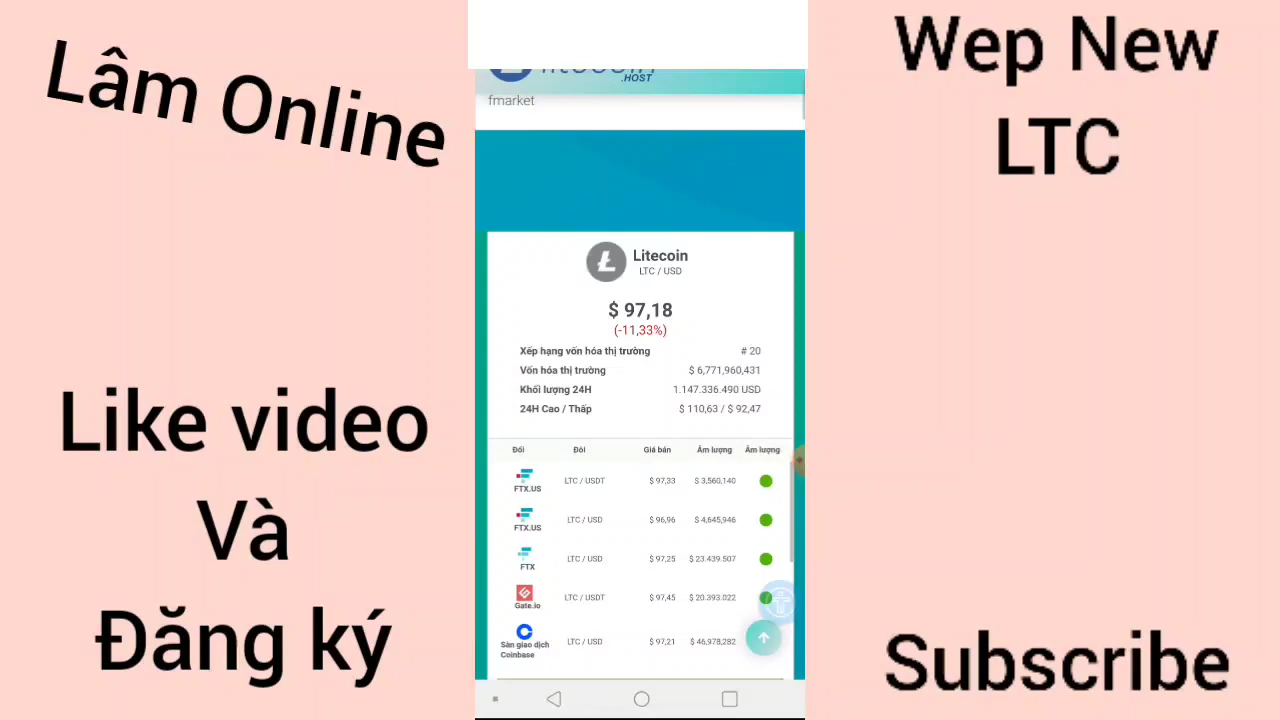 Lâm Online
Like video
Và
Đăng ký
Wep New
LTC
Subscribe
litecoin
.HOST
fmarket
Litecoin
LTC / USD
$ 97,18
(-11,33%)
Xếp hạng vốn hóa thị trường # 20
Vốn hóa thị trường $ 6,771,960,431
Khối lượng 24H 1.147.336.490 USD
24H Cao / Thấp $ 110,63 / $ 92,47
Đổi Đôi Giá bán Âm lượng Âm lượng
FTX.US LTC / USDT $ 97,33 $ 3,560,140
FTX.US LTC / USD $ 96,96 $ 4,645,946
FTX LTC / USD $ 97,25 $ 23.439.507
Gate.io LTC / USDT $ 97,45 $ 20.393.022
Sàn giao dịch Coinbase LTC / USD $ 97,21 $ 46,978,282